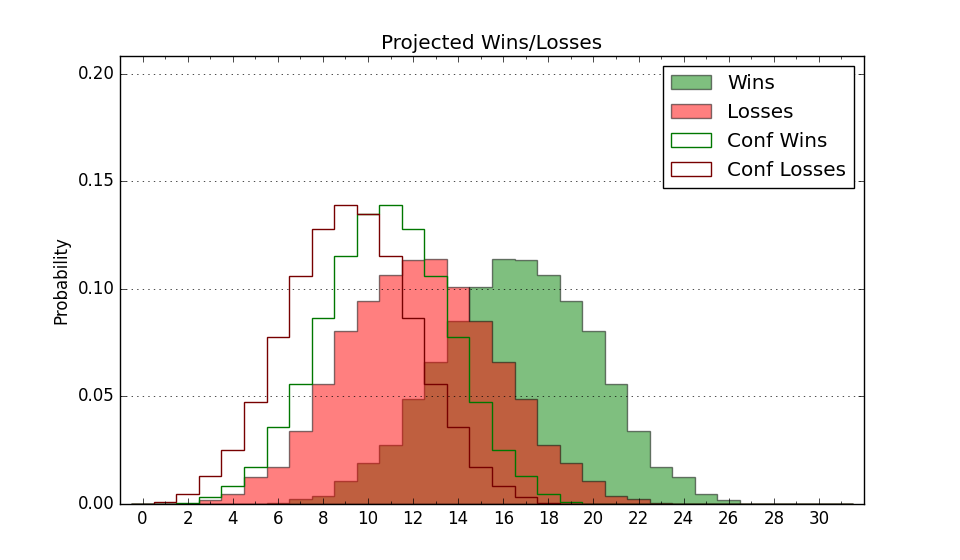 Projected Wins/Losses
0.20
0.15
0.10
0.05
0.00
Probability
Wins
Losses
Conf Wins
Conf Losses
0 2 4 6 8 10 12 14 16 18 20 22 24 26 28 30